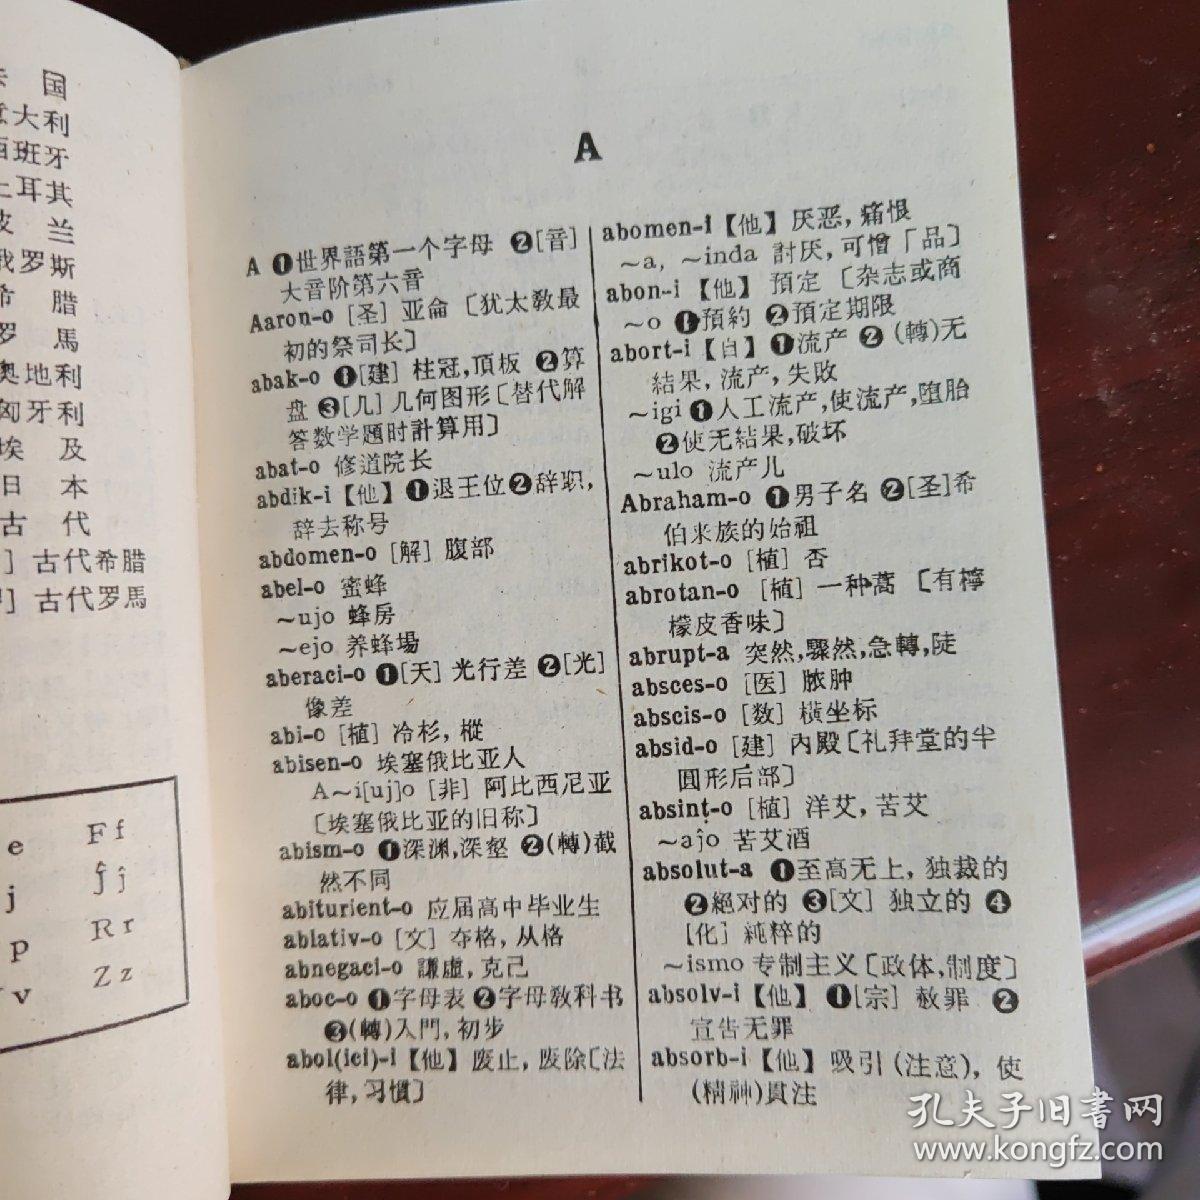 国
大利
班牙
耳其
兰
罗斯
腊
馬
地利
牙利
埃 及
日 本
古 代
] 古代希腊
] 古代罗馬
e F f
j ĵ
p R r
v Z z
A
A ❶世界語第一个字母 ❷[音]
大音阶第六音
Aaron-o [圣] 亚侖〔犹太敎最
初的祭司长〕
abak-o ❶[建] 柱冠,頂板 ❷算
盘 ❸[几] 几何图形〔替代解
答数学題时計算用〕
abat-o 修道院长
abdik-i【他】❶退王位❷辞职,
辞去称号
abdomen-o [解] 腹部
abel-o 蜜蜂
～ujo 蜂房
～ejo 养蜂場
aberaci-o ❶[天] 光行差 ❷[光]
像差
abi-o [植] 冷杉, 樅
abisen-o 埃塞俄比亚人
A～i[uj]o [非] 阿比西尼亚
〔埃塞俄比亚的旧称〕
abism-o ❶深渊,深壑 ❷(轉)截
然不同
abiturient-o 应届高中毕业生
ablativ-o [文] 夺格, 从格
abnegaci-o 謙虛, 克己
aboc-o ❶字母表 ❷字母敎科书
❸(轉)入門, 初步
abol(ici)-i【他】废止, 废除〔法
律, 习慣〕
abomen-i【他】厌恶, 痛恨
～a, ～inda 討厌, 可憎「品〕
abon-i【他】預定〔杂志或商
～o ❶預約 ❷預定期限
abort-i【自】❶流产 ❷ (轉)无
結果, 流产, 失敗
～igi ❶人工流产,使流产,堕胎
❷使无結果,破坏
～ulo 流产儿
Abraham-o ❶男子名 ❷[圣]希
伯来族的始祖
abrikot-o [植] 杏
abrotan-o [植] 一种蒿〔有檸
檬皮香味〕
abrupt-a 突然,驟然,急轉,陡
absces-o [医] 脓肿
abscis-o [数] 橫坐标
absid-o [建] 內殿〔礼拜堂的半
圓形后部〕
absint-o [植] 洋艾, 苦艾
～aĵo 苦艾酒
absolut-a ❶至高无上, 独裁的
❷絕对的 ❸[文] 独立的 ❹
[化] 純粹的
～ismo 专制主义〔政体,制度〕
absolv-i【他】❶[宗] 赦罪 ❷
宣吿无罪
absorb-i【他】吸引 (注意), 使
(精神)貫注
孔夫子旧書网
www.kongfz.com